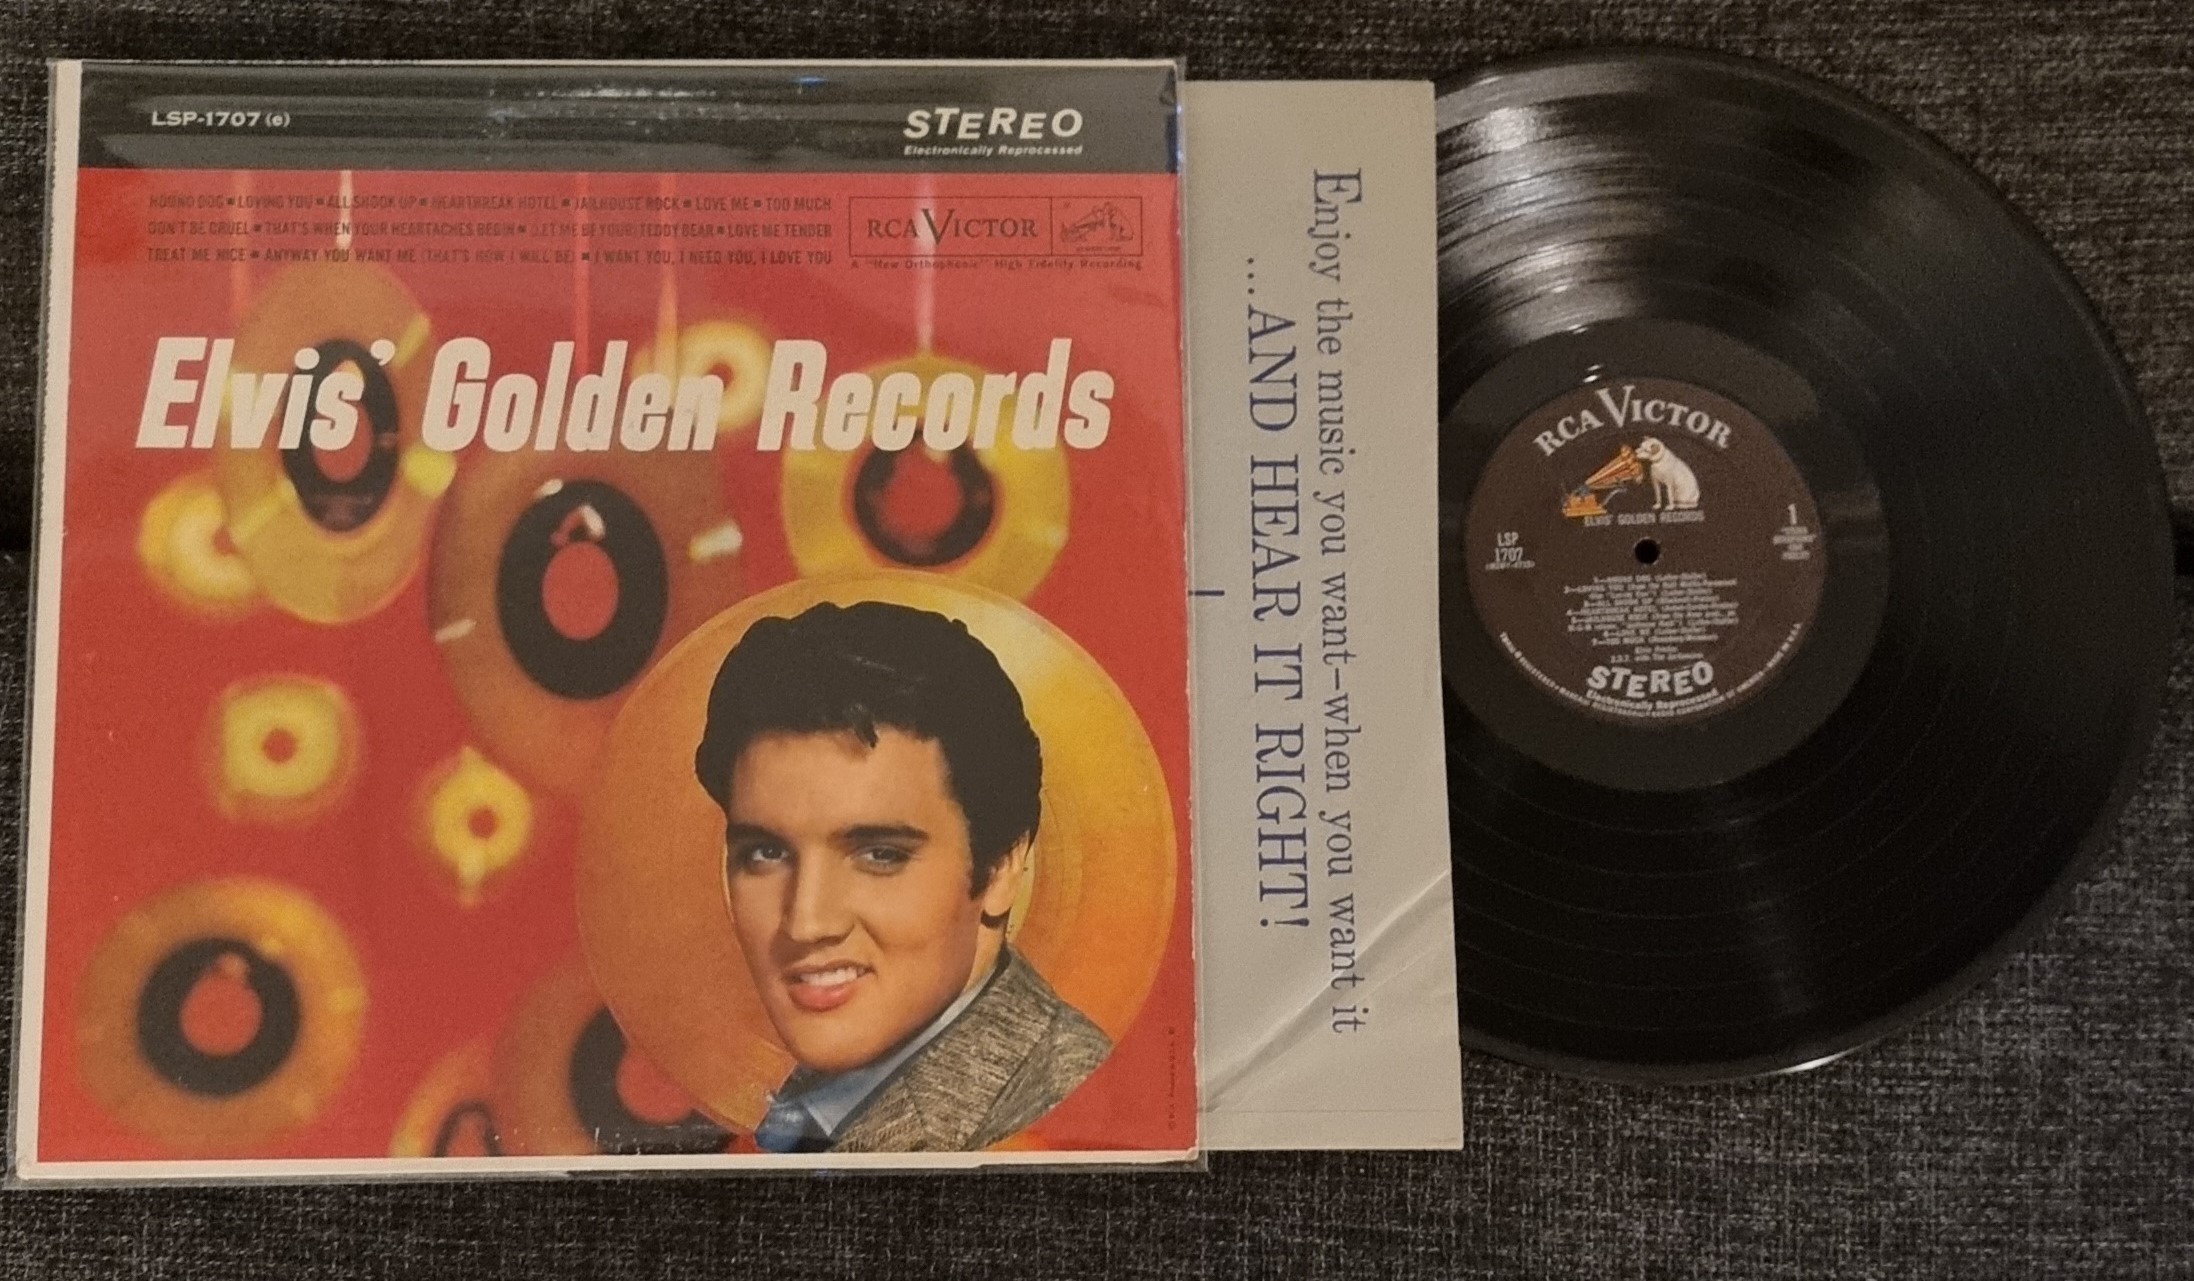 LSP-1707 (e)
STEREO
Electronically Reprocessed
HOUND DOG ■ LOVING YOU ■ ALL SHOOK UP ■ HEARTBREAK HOTEL ■ JAILHOUSE ROCK ■ LOVE ME ■ TOO MUCH
DON'T BE CRUEL ■ THAT'S WHEN YOUR HEARTACHES BEGIN ■ (LET ME BE YOUR) TEDDY BEAR ■ LOVE ME TENDER
TREAT ME NICE ■ ANYWAY YOU WANT ME (THAT'S HOW I WILL BE) ■ I WANT YOU, I NEED YOU, I LOVE YOU
RCA VICTOR
A "New Orthophonic" High Fidelity Recording
Elvis' Golden Records
Enjoy the music you want–when you want it
...AND HEAR IT RIGHT!
RCA VICTOR
ELVIS' GOLDEN RECORDS
LSP
1707
1
STEREO
Electronically Reprocessed